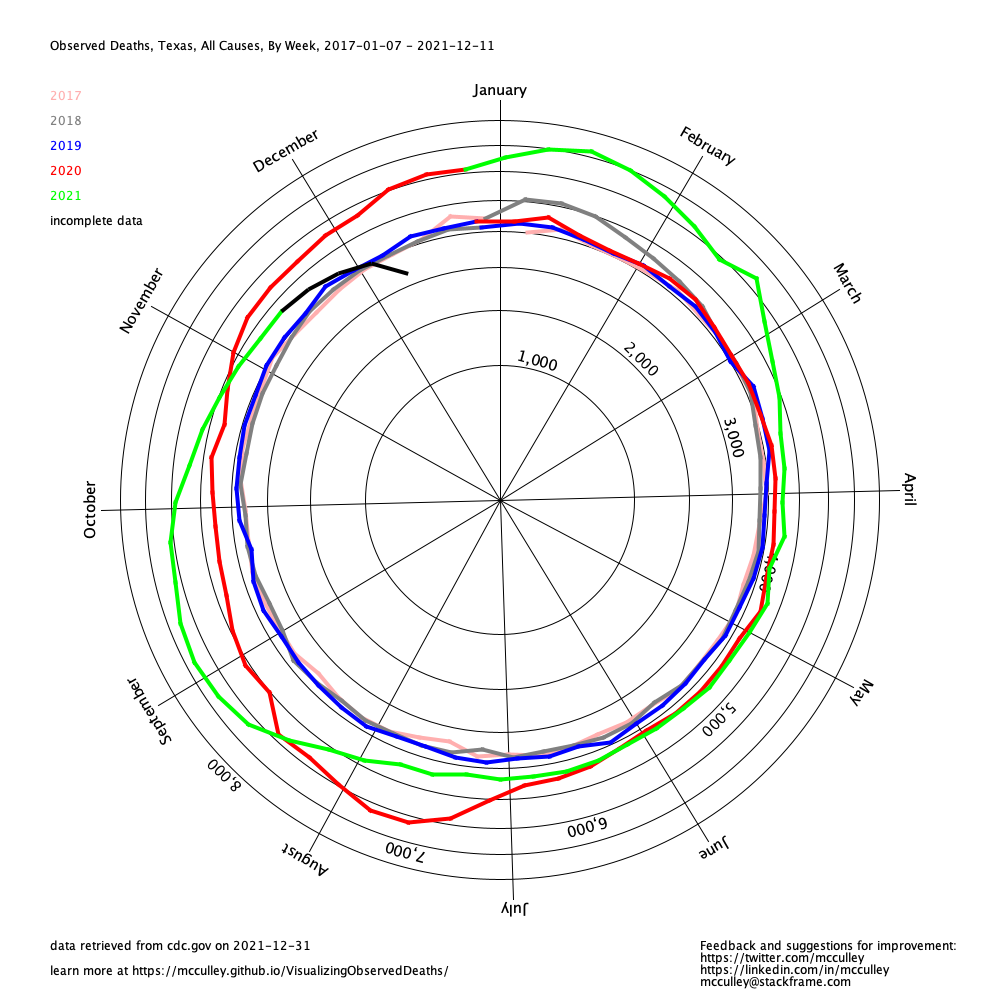 Observed Deaths, Texas, All Causes, By Week, 2017-01-07 - 2021-12-11
2017
2018
2019
2020
2021
incomplete data
January
February
March
April
May
June
July
August
September
October
November
December
1,000
2,000
3,000
5,000
6,000
7,000
8,000
data retrieved from cdc.gov on 2021-12-31
learn more at https://mcculley.github.io/VisualizingObservedDeaths/
Feedback and suggestions for improvement:
https://twitter.com/mcculley
https://linkedin.com/in/mcculley
mcculley@stackframe.com